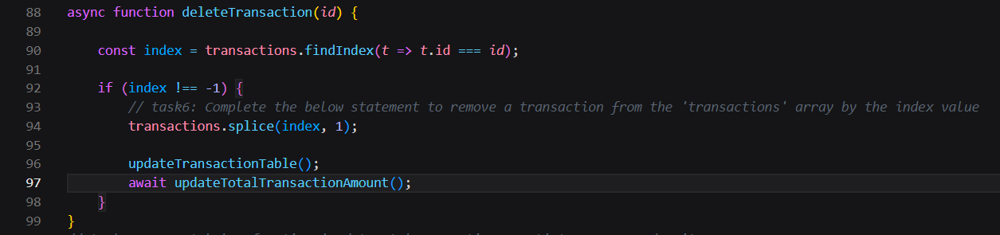 88 async function deleteTransaction(id) {
89
90 const index = transactions.findIndex(t => t.id === id);
91
92 if (index !== -1) {
93 // task6: Complete the below statement to remove a transaction from the 'transactions' array by the index value
94 transactions.splice(index, 1);
95
96 updateTransactionTable();
97 await updateTotalTransactionAmount();
98 }
99 }